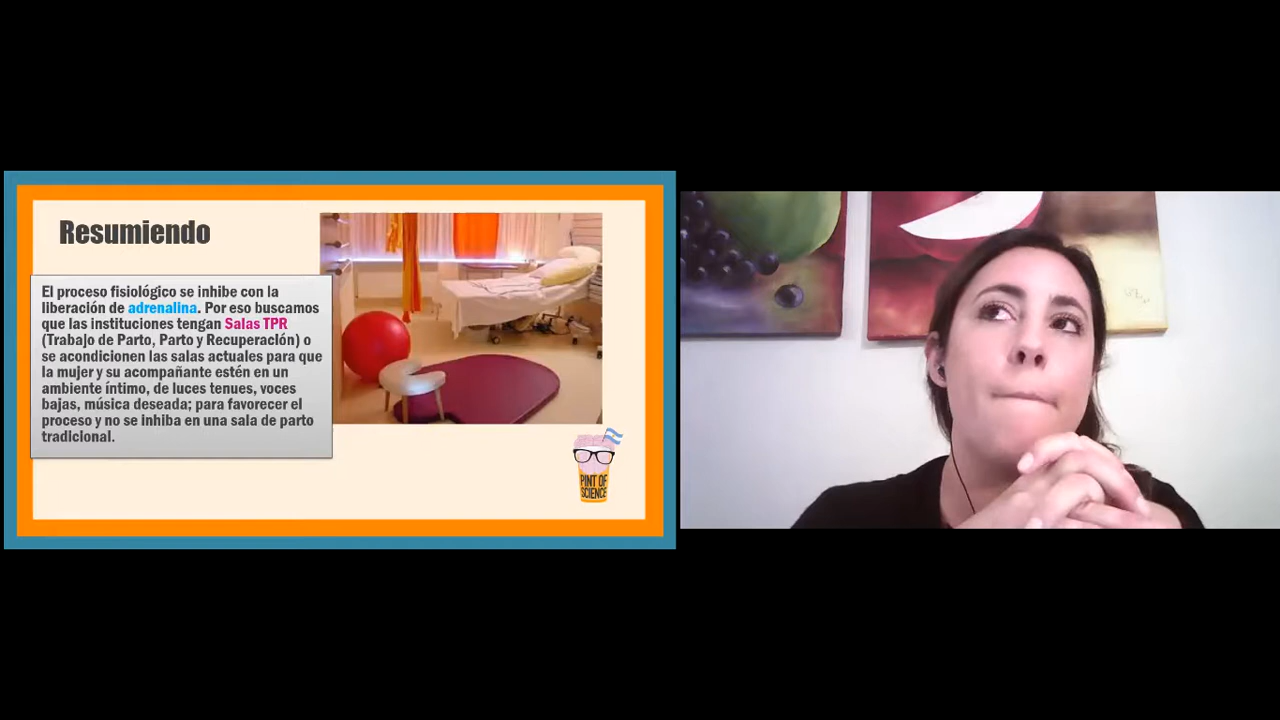 Resumiendo
El proceso fisiológico se inhibe con la
liberación de adrenalina. Por eso buscamos
que las instituciones tengan Salas TPR
(Trabajo de Parto, Parto y Recuperación) o
se acondicionen las salas actuales para que
la mujer y su acompañante estén en un
ambiente íntimo, de luces tenues, voces
bajas, música deseada; para favorecer el
proceso y no se inhiba en una sala de parto
tradicional.
PINT OF
SCIENCE